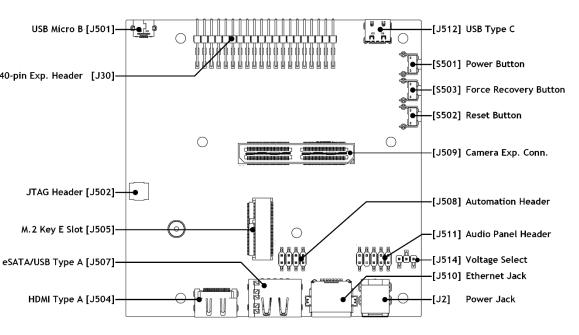 USB Micro B [J501]
[J512] USB Type C
[S501] Power Button
40-pin Exp. Header [J30]
[S503] Force Recovery Button
[S502] Reset Button
[J509] Camera Exp. Conn.
JTAG Header [J502]
[J508] Automation Header
M.2 Key E Slot [J505]
[J511] Audio Panel Header
eSATA/USB Type A [J507]
[J514] Voltage Select
[J510] Ethernet Jack
HDMI Type A [J504]
[J2] Power Jack